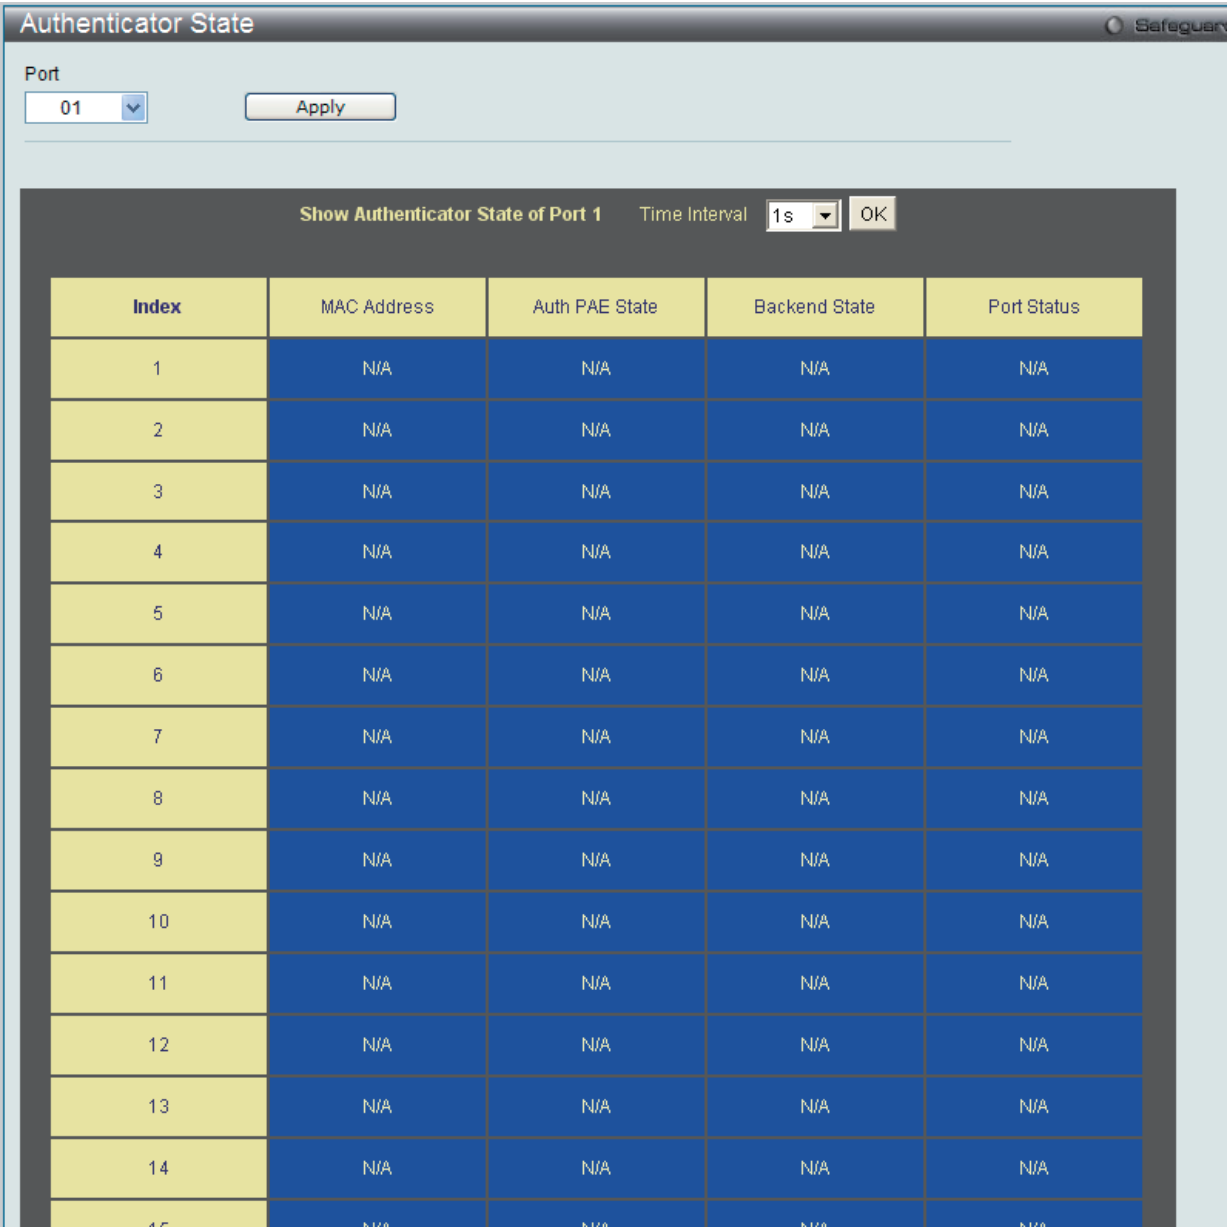 Authenticator State
Safeguard
Port
01
Apply
Show Authenticator State of Port 1 Time Interval 1s OK
Index MAC Address Auth PAE State Backend State Port Status
1 N/A N/A N/A N/A
2 N/A N/A N/A N/A
3 N/A N/A N/A N/A
4 N/A N/A N/A N/A
5 N/A N/A N/A N/A
6 N/A N/A N/A N/A
7 N/A N/A N/A N/A
8 N/A N/A N/A N/A
9 N/A N/A N/A N/A
10 N/A N/A N/A N/A
11 N/A N/A N/A N/A
12 N/A N/A N/A N/A
13 N/A N/A N/A N/A
14 N/A N/A N/A N/A
15 N/A N/A N/A N/A